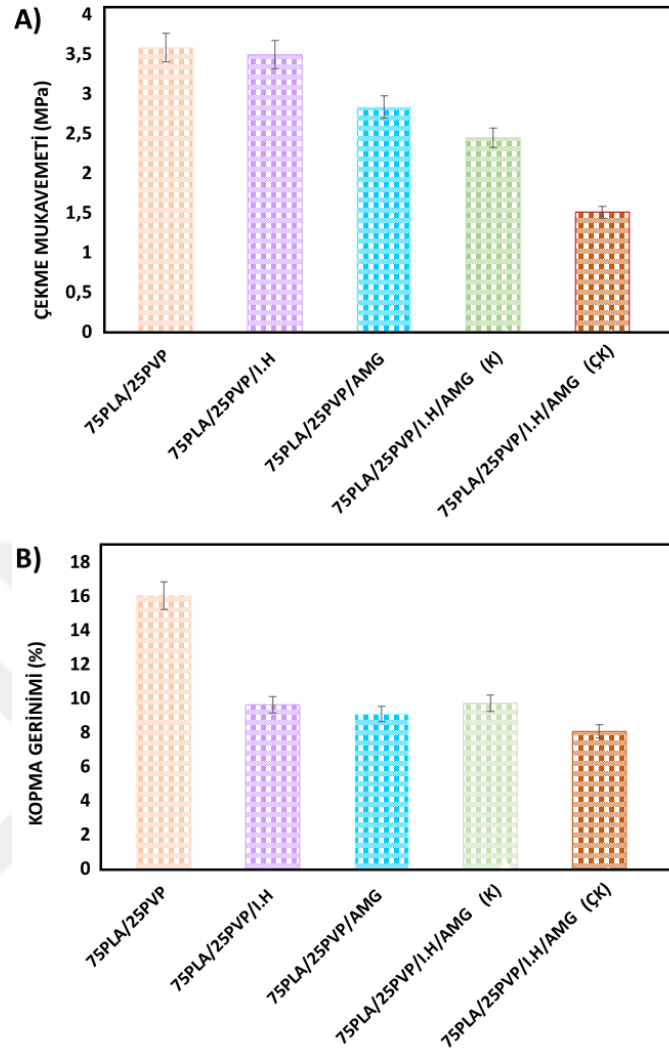 A)
ÇEKME MUKAVEMETİ (MPa)
4
3,5
3
2,5
2
1,5
1
0,5
0
75PLA/25PVP
75PLA/25PVP/I.H
75PLA/25PVP/AMG
75PLA/25PVP/I.H/AMG (K)
75PLA/25PVP/I.H/AMG (ÇK)
B)
KOPMA GERİNİMİ (%)
18
16
14
12
10
8
6
4
2
0
75PLA/25PVP
75PLA/25PVP/I.H
75PLA/25PVP/AMG
75PLA/25PVP/I.H/AMG (K)
75PLA/25PVP/I.H/AMG (ÇK)